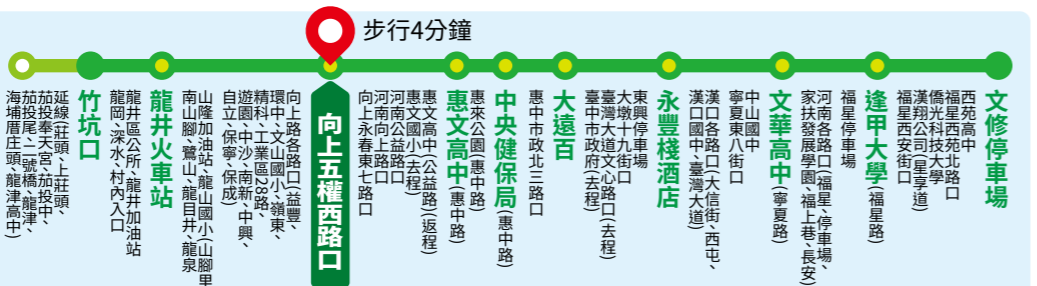 步行4分鐘
延線(莊頭、上莊頭、
茄投奉天宮、茄投中、
茄投尾、二號橋、龍津、
海埔厝庄頭、龍津高中)
竹坑口
龍井區公所、龍井加油站
龍岡、深水、村內入口
龍井火車站
山隆加油站、龍山國小(山腳里
南山腳、鷺山、龍目井、龍泉
向上路各路口(益豐、
環中、文山國小、嶺東、
精科、工業區28路、
遊園、中沙、南新、中興、
自立、保寧、保成)
向上五權西路口
惠文高中(公益路)(返程)
惠文國小(去程)
河南公益路口
河南向上路口
向上永春東七路口
惠文高中(惠中路)
惠來公園(惠中路)
中央健保局(惠中路)
惠中市政北三路口
大遠百
東興停車場
大墩十九街口
臺灣大道文心路口(去程)
臺中市政府(去程)
永豐棧酒店
漢口各路口(大信街、西屯、
漢口國中、臺灣大道)
中山國中
寧夏東八街口
文華高中(寧夏路)
河南各路口(福星、停車場、
家扶發展學園、福上巷、長安)
福星停車場
逢甲大學(福星路)
西苑高中
福星西苑北路口
僑光科技大學
漢翔公司(星享道)
福星西安街口
文修停車場